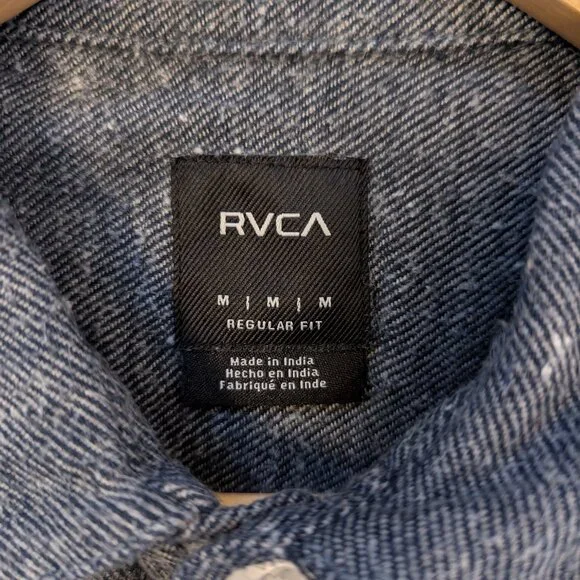 RVCA
M | M | M
REGULAR FIT
Made in India
Hecho en India
Fabriqué en Inde